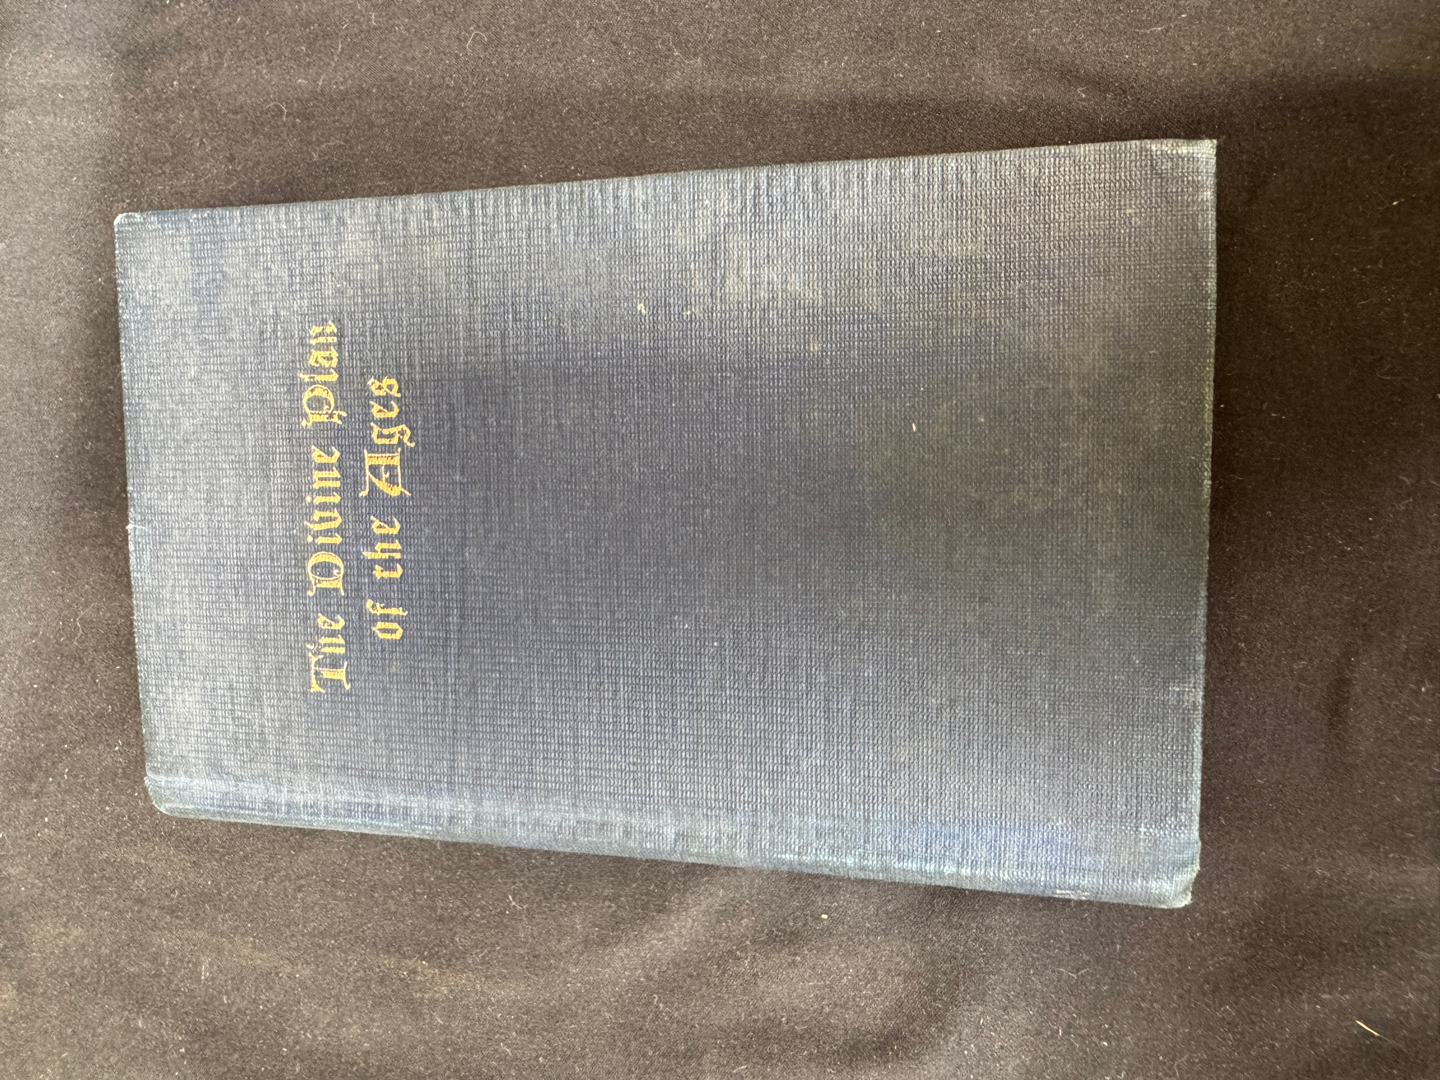 The Divine Plan
of the Ages